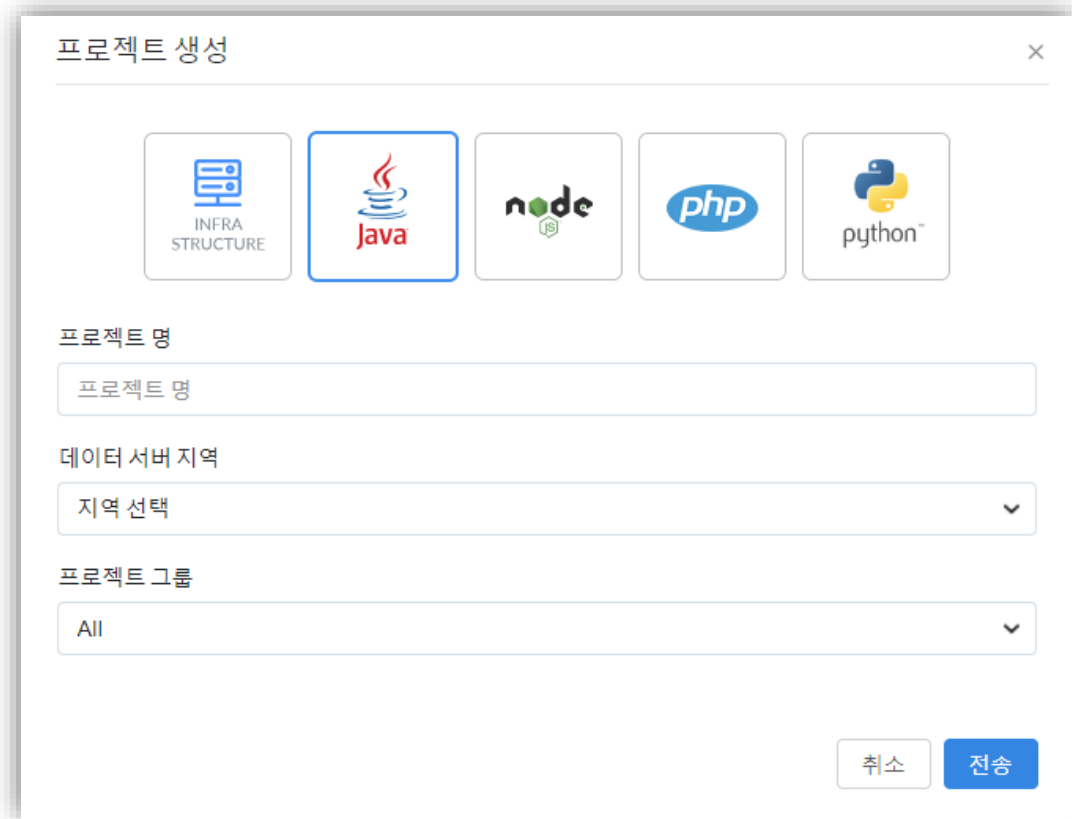 프로젝트 생성
×
INFRA
STRUCTURE
Java
node
JS
php
python™
프로젝트 명
프로젝트 명
데이터 서버 지역
지역 선택
프로젝트 그룹
All
취소 전송